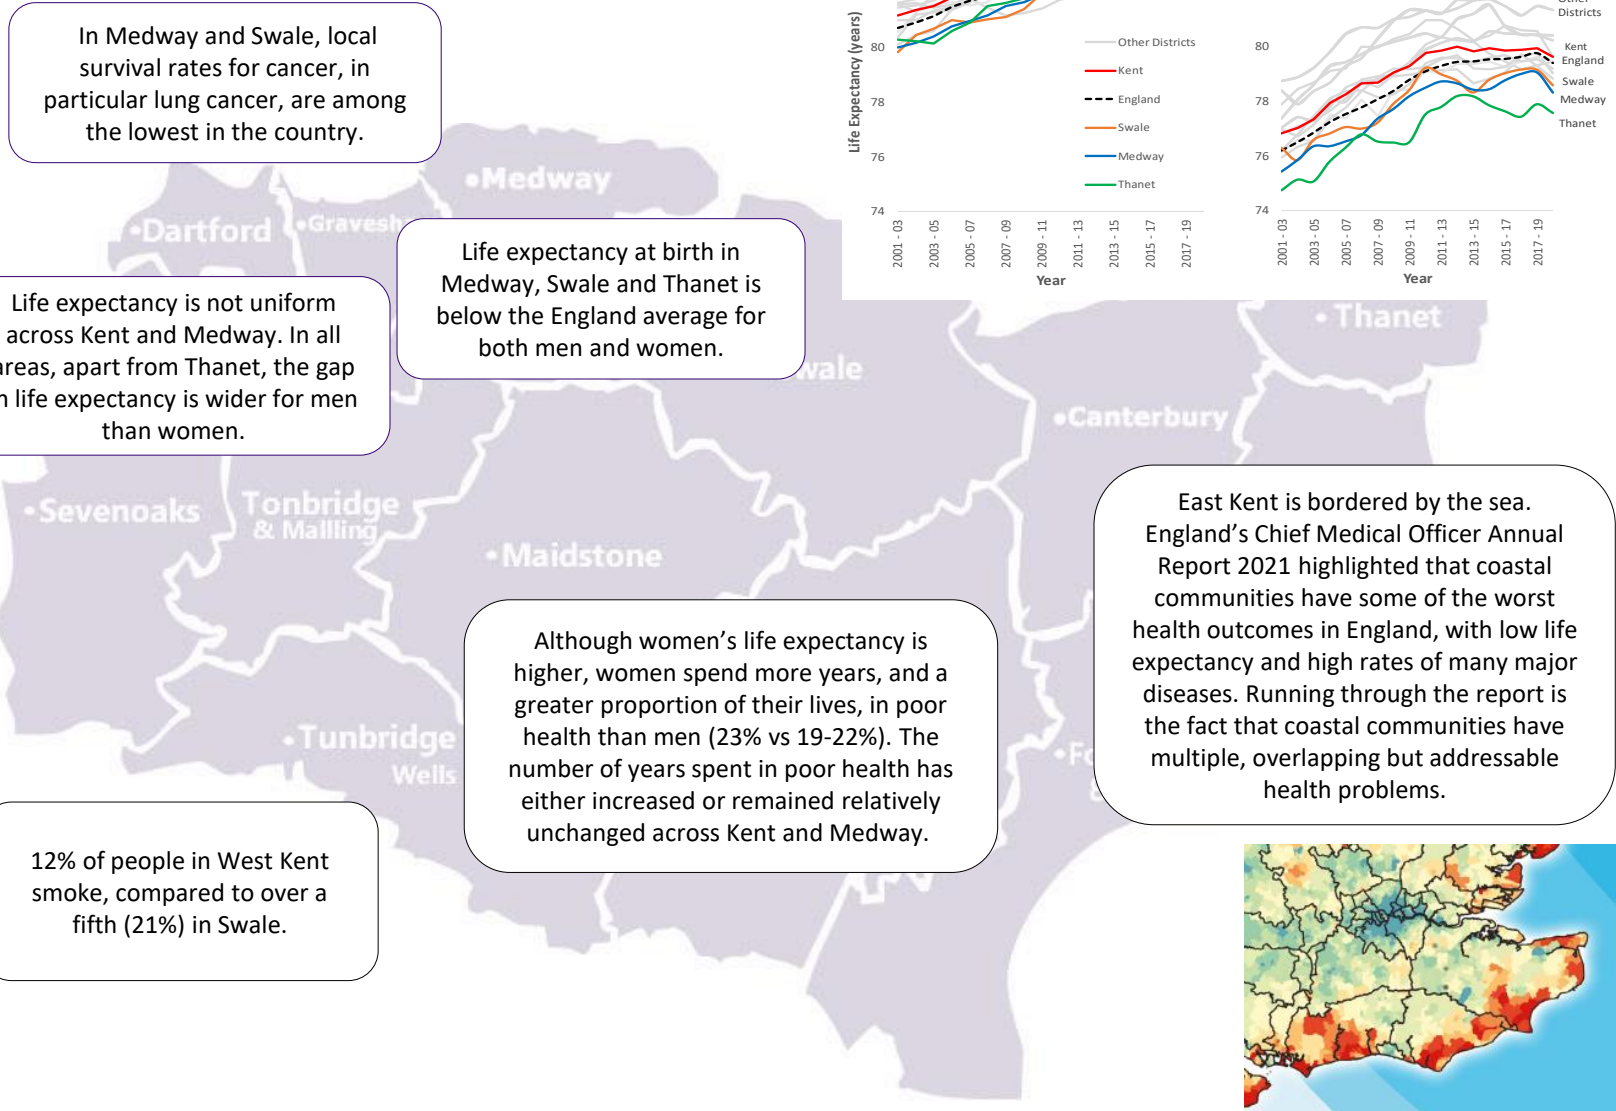 In Medway and Swale, local
survival rates for cancer, in
particular lung cancer, are among
the lowest in the country.
Life expectancy at birth in
Medway, Swale and Thanet is
below the England average for
both men and women.
Life expectancy is not uniform
across Kent and Medway. In all
areas, apart from Thanet, the gap
life expectancy is wider for men
than women.
Although women’s life expectancy is
higher, women spend more years, and a
greater proportion of their lives, in poor
health than men (23% vs 19-22%). The
number of years spent in poor health has
either increased or remained relatively
unchanged across Kent and Medway.
East Kent is bordered by the sea.
England’s Chief Medical Officer Annual
Report 2021 highlighted that coastal
communities have some of the worst
health outcomes in England, with low life
expectancy and high rates of many major
diseases. Running through the report is
the fact that coastal communities have
multiple, overlapping but addressable
health problems.
12% of people in West Kent
smoke, compared to over a
fifth (21%) in Swale.
•Medway
•Dartford
•Gravesh
wale
• Thanet
•Canterbury
•Sevenoaks
Tonbridge
& Mallling
•Maidstone
•Tunbridge
Wells
•Fo
Life Expectancy (years)
80
78
76
74
Other Districts
Kent
England
Swale
Medway
Thanet
2001 - 03
2003 - 05
2005 - 07
2007 - 09
2009 - 11
2011 - 13
2013 - 15
2015 - 17
2017 - 19
Year
80
78
76
74
Other
Districts
Kent
England
Swale
Medway
Thanet
2001 - 03
2003 - 05
2005 - 07
2007 - 09
2009 - 11
2011 - 13
2013 - 15
2015 - 17
2017 - 19
Year